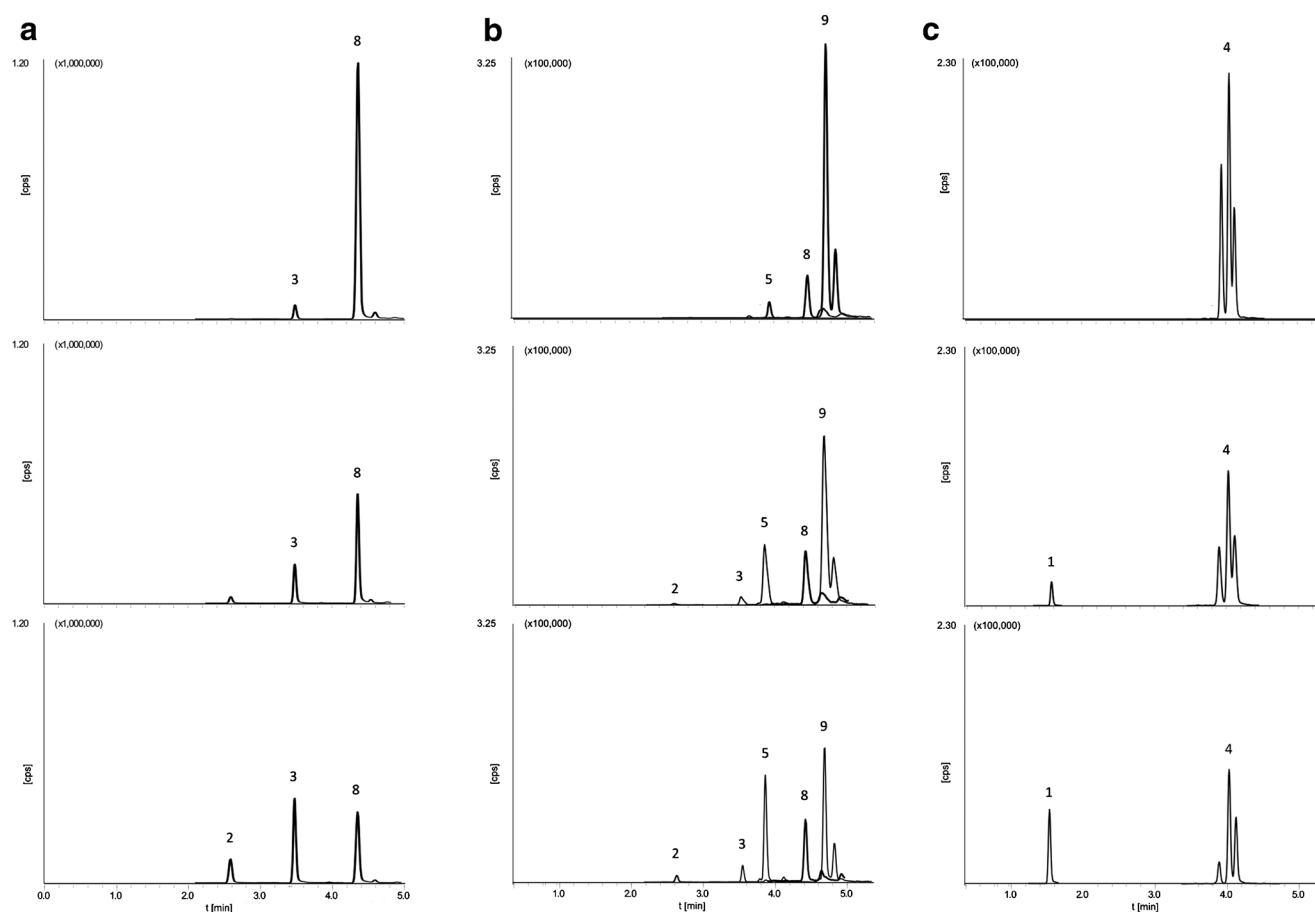 a
8
1.20 (x1,000,000)
[cps]
3
1.20 (x1,000,000)
[cps]
8
3
1.20 (x1,000,000)
[cps]
3
8
2
0.0 1.0 2.0 3.0 4.0 5.0
t [min]
b
9
3.25 (x100,000)
[cps]
8
5
3.25 (x100,000)
[cps]
9
5
8
3
2
3.25 (x100,000)
[cps]
9
5
8
3
2
1.0 2.0 3.0 4.0 5.0
t [min]
c
4
2.30 (x100,000)
[cps]
2.30 (x100,000)
[cps]
4
1
2.30 (x100,000)
[cps]
4
1
1.0 2.0 3.0 4.0 5.0
t [min]